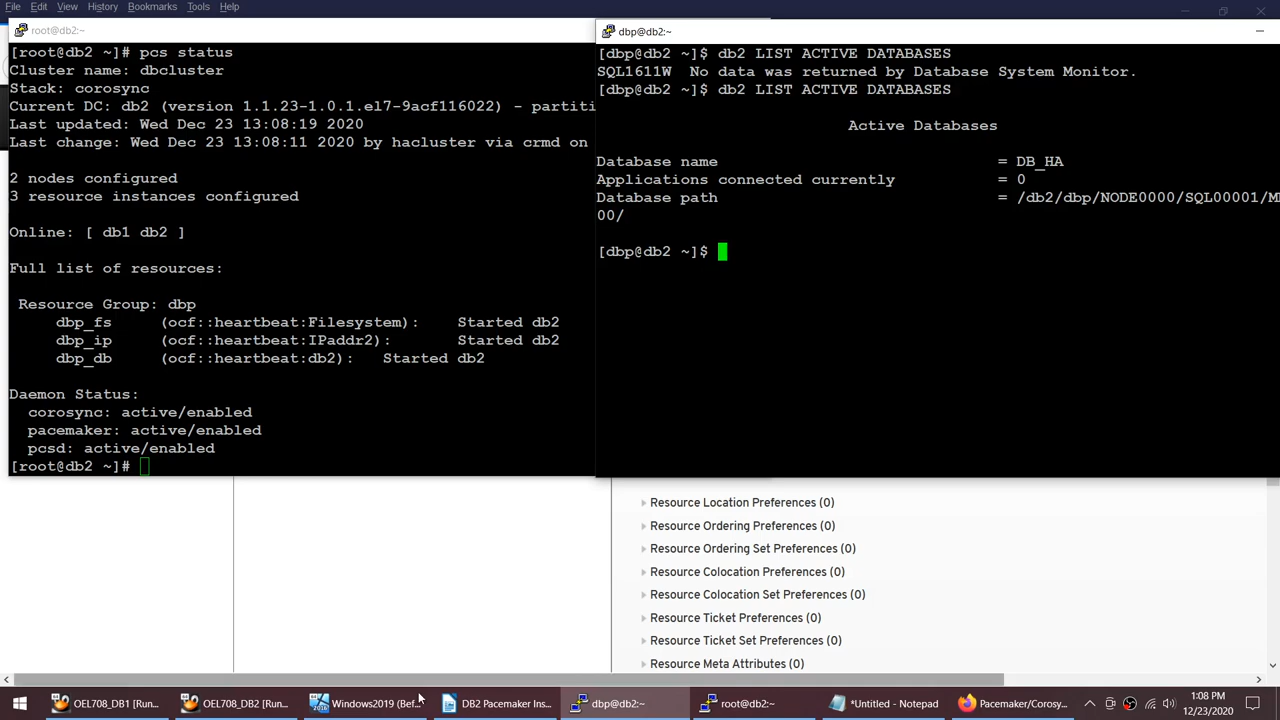 File Edit View History Bookmarks Tools Help
root@db2:~
[root@db2 ~]# pcs status
Cluster name: dbcluster
Stack: corosync
Current DC: db2 (version 1.1.23-1.0.1.el7-9acf116022) - partiti
Last updated: Wed Dec 23 13:08:19 2020
Last change: Wed Dec 23 13:08:11 2020 by hacluster via crmd on
2 nodes configured
3 resource instances configured
Online: [ db1 db2 ]
Full list of resources:
Resource Group: dbp
dbp_fs (ocf::heartbeat:Filesystem): Started db2
dbp_ip (ocf::heartbeat:IPaddr2): Started db2
dbp_db (ocf::heartbeat:db2): Started db2
Daemon Status:
corosync: active/enabled
pacemaker: active/enabled
pcsd: active/enabled
[root@db2 ~]#
dbp@db2:~
[dbp@db2 ~]$ db2 LIST ACTIVE DATABASES
SQL1611W No data was returned by Database System Monitor.
[dbp@db2 ~]$ db2 LIST ACTIVE DATABASES
Active Databases
Database name = DB_HA
Applications connected currently = 0
Database path = /db2/dbp/NODE0000/SQL00001/M
00/
[dbp@db2 ~]$
Resource Location Preferences (0)
Resource Ordering Preferences (0)
Resource Ordering Set Preferences (0)
Resource Colocation Preferences (0)
Resource Colocation Set Preferences (0)
Resource Ticket Preferences (0)
Resource Ticket Set Preferences (0)
Resource Meta Attributes (0)
OEL708_DB1 [Run...
OEL708_DB2 [Run...
Windows2019 (Bef...
DB2 Pacemaker Ins...
dbp@db2:~
root@db2:~
*Untitled - Notepad
Pacemaker/Corosy...
1:08 PM
12/23/2020